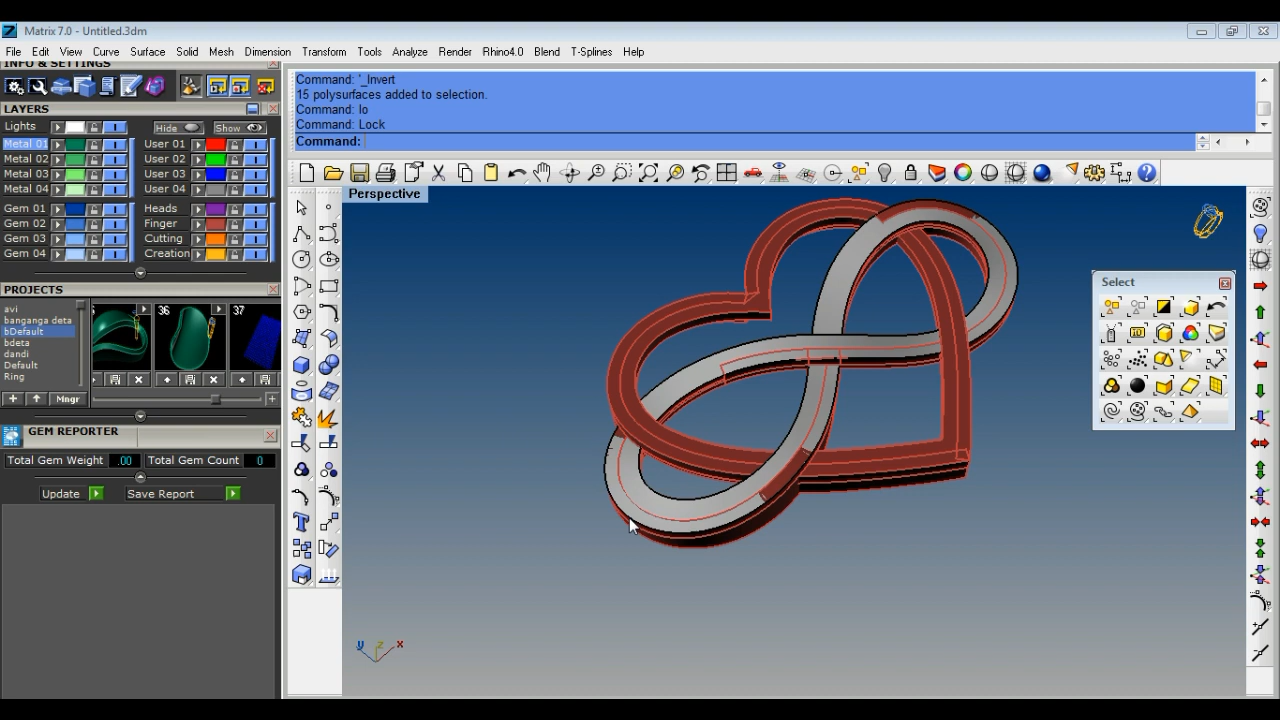 Matrix 7.0 - Untitled.3dm
File Edit View Curve Surface Solid Mesh Dimension Transform Tools Analyze Render Rhino4.0 Blend T-Splines Help
INFO & SETTINGS
Command: '_Invert
15 polysurfaces added to selection.
Command: lo
Command: Lock
Command:
LAYERS
Lights Hide Show
Metal 01 User 01
Metal 02 User 02
Metal 03 User 03
Metal 04 User 04
Gem 01 Heads
Gem 02 Finger
Gem 03 Cutting
Gem 04 Creation
PROJECTS
avi
banganga deta
bDefault
bdeta
dandi
Default
Ring
36 37
Mngr
GEM REPORTER
Total Gem Weight .00 Total Gem Count 0
Update Save Report
Perspective
Select
y z x